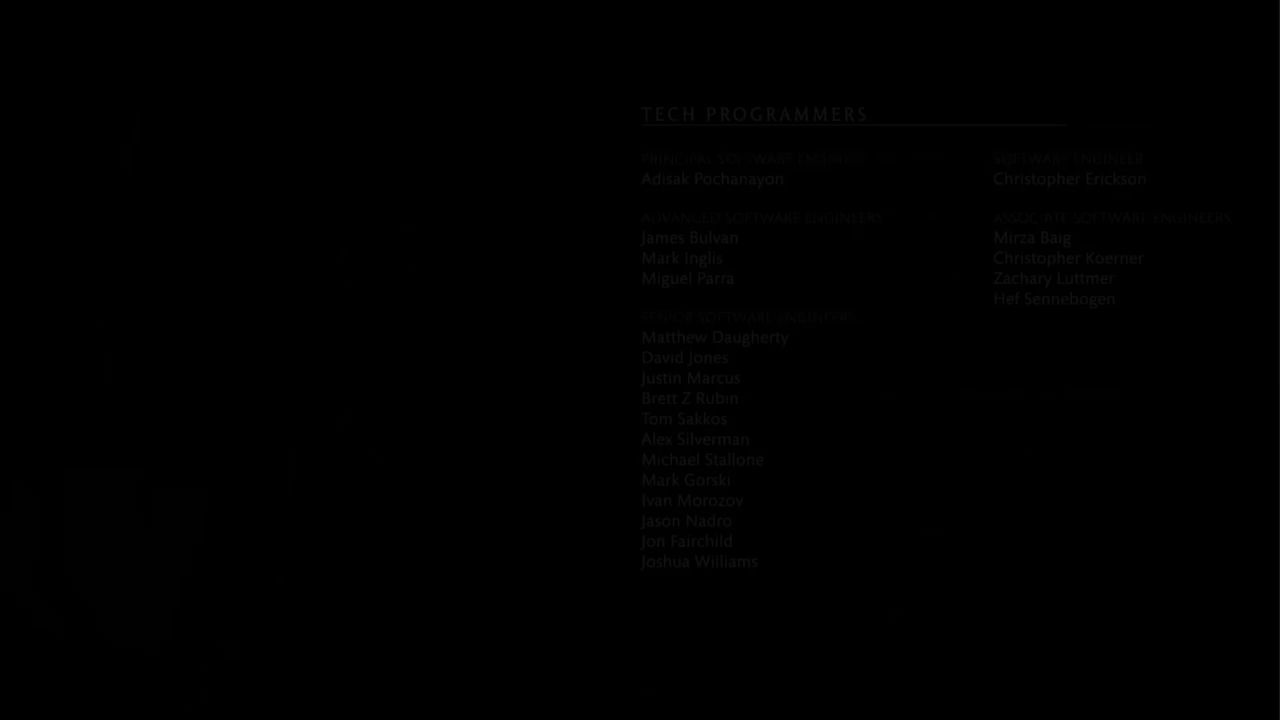 TECH PROGRAMMERS
PRINCIPAL SOFTWARE ENGINEER
Adisak Pochanayon
ADVANCED SOFTWARE ENGINEERS
James Bulvan
Mark Inglis
Miguel Parra
SENIOR SOFTWARE ENGINEERS
Matthew Daugherty
David Jones
Justin Marcus
Brett Z Rubin
Tom Sakkos
Alex Silverman
Michael Stallone
Mark Gorski
Ivan Morozov
Jason Nadro
Jon Fairchild
Joshua Williams
SOFTWARE ENGINEER
Christopher Erickson
ASSOCIATE SOFTWARE ENGINEERS
Mirza Baig
Christopher Koerner
Zachary Luttmer
Hef Sennebogen